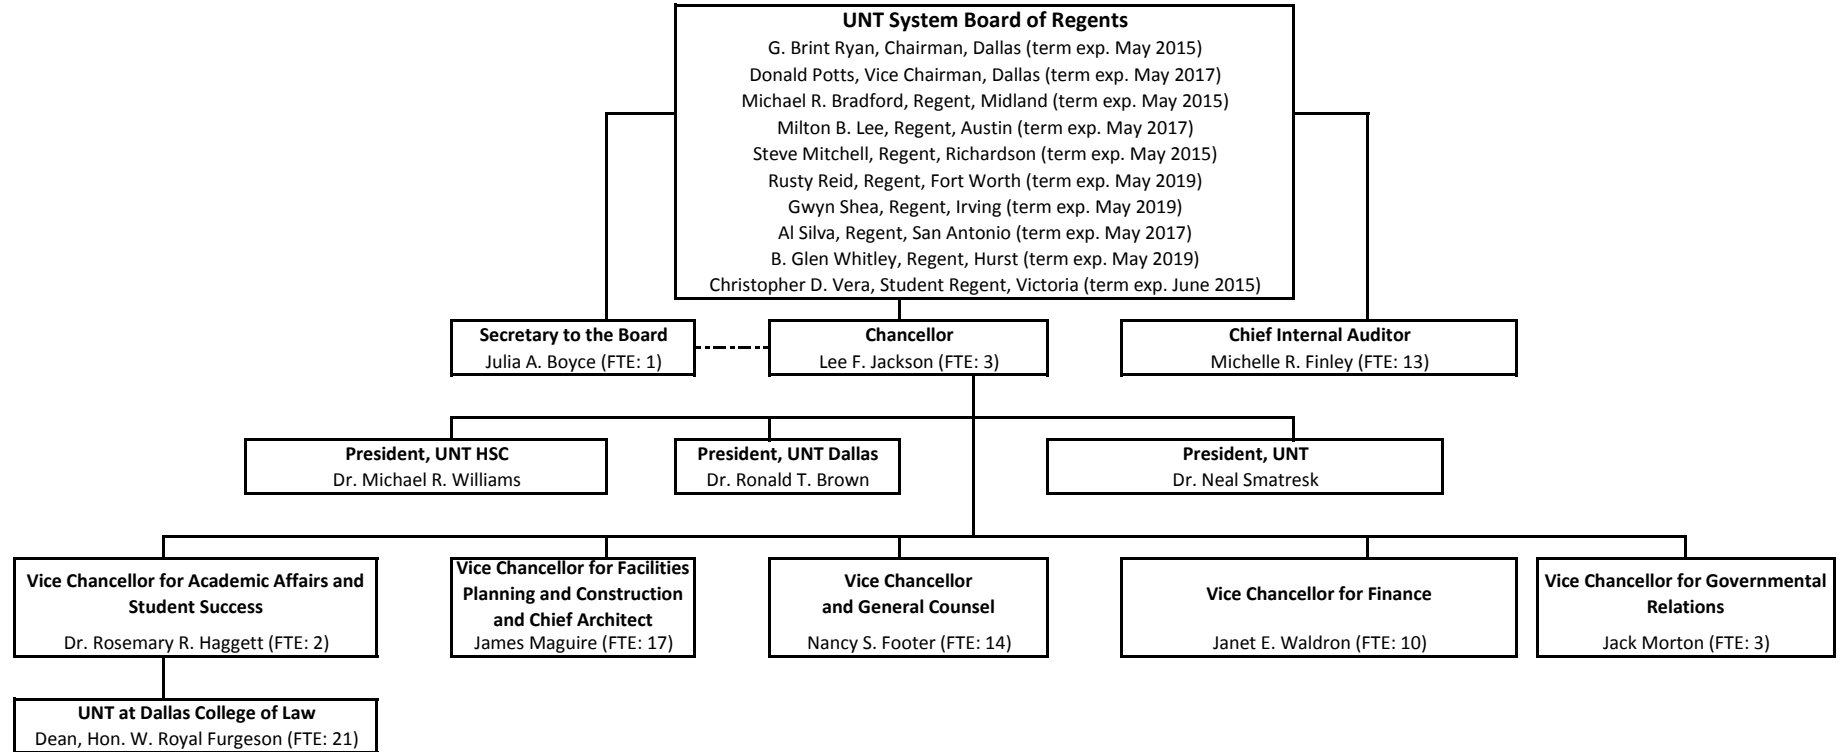 UNT System Board of Regents
G. Brint Ryan, Chairman, Dallas (term exp. May 2015)
Donald Potts, Vice Chairman, Dallas (term exp. May 2017)
Michael R. Bradford, Regent, Midland (term exp. May 2015)
Milton B. Lee, Regent, Austin (term exp. May 2017)
Steve Mitchell, Regent, Richardson (term exp. May 2015)
Rusty Reid, Regent, Fort Worth (term exp. May 2019)
Gwyn Shea, Regent, Irving (term exp. May 2019)
Al Silva, Regent, San Antonio (term exp. May 2017)
B. Glen Whitley, Regent, Hurst (term exp. May 2019)
Christopher D. Vera, Student Regent, Victoria (term exp. June 2015)
Secretary to the Board
Julia A. Boyce (FTE: 1)
Chancellor
Lee F. Jackson (FTE: 3)
Chief Internal Auditor
Michelle R. Finley (FTE: 13)
President, UNT HSC
Dr. Michael R. Williams
President, UNT Dallas
Dr. Ronald T. Brown
President, UNT
Dr. Neal Smatresk
Vice Chancellor for Academic Affairs and
Student Success
Dr. Rosemary R. Haggett (FTE: 2)
Vice Chancellor for Facilities
Planning and Construction
and Chief Architect
James Maguire (FTE: 17)
Vice Chancellor
and General Counsel
Nancy S. Footer (FTE: 14)
Vice Chancellor for Finance
Janet E. Waldron (FTE: 10)
Vice Chancellor for Governmental
Relations
Jack Morton (FTE: 3)
UNT at Dallas College of Law
Dean, Hon. W. Royal Furgeson (FTE: 21)